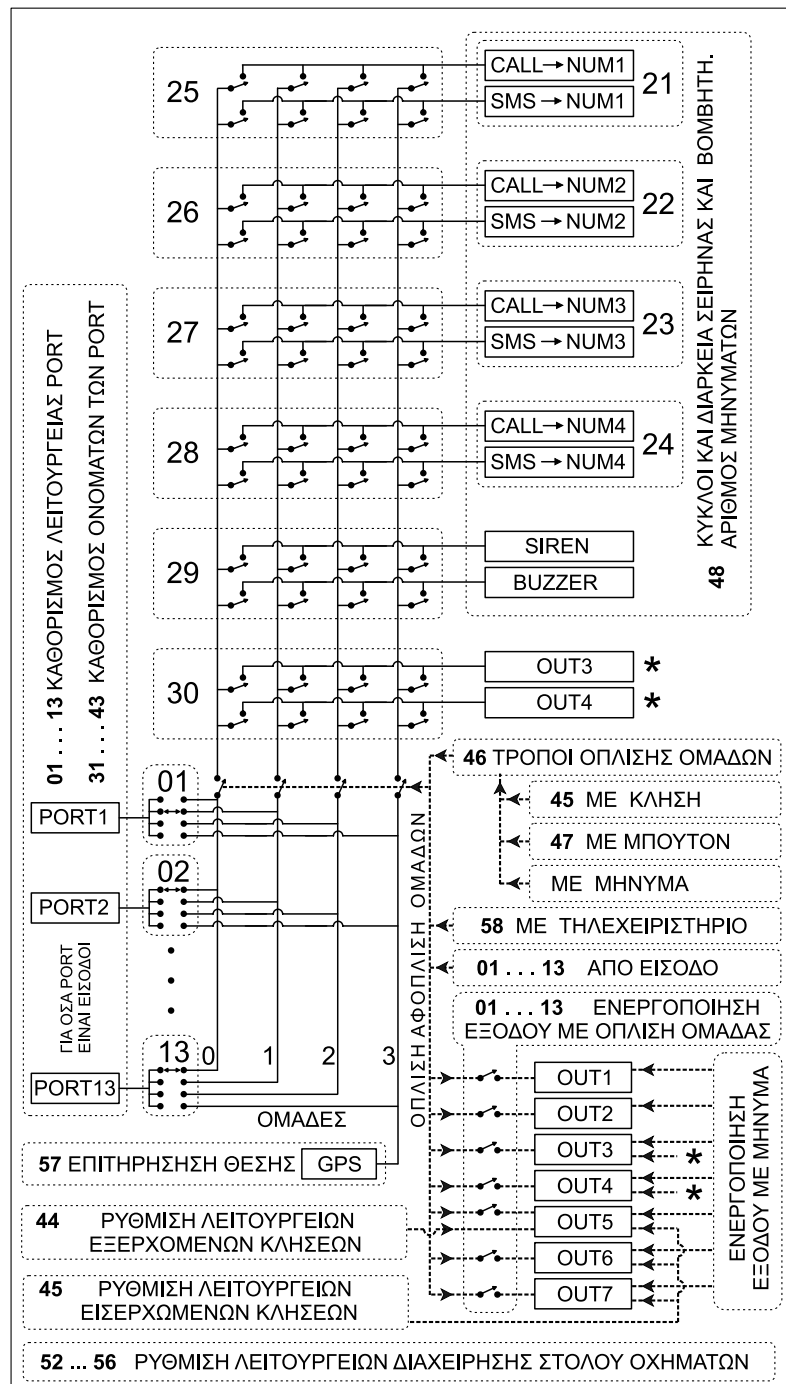 25
CALL→NUM1
SMS→NUM1
21
26
CALL→NUM2
SMS→NUM2
22
27
CALL→NUM3
SMS→NUM3
23
28
CALL→NUM4
SMS→NUM4
24
29
SIREN
BUZZER
48 ΚΥΚΛΟΙ ΚΑΙ ΔΙΑΡΚΕΙΑ ΣΕΙΡΗΝΑΣ ΚΑΙ ΒΟΜΒΗΤΗ.
ΑΡΙΘΜΟΣ ΜΗΝΥΜΑΤΩΝ
30
OUT3 *
OUT4 *
01 . . . 13 ΚΑΘΟΡΙΣΜΟΣ ΛΕΙΤΟΥΡΓΕΙΑΣ PORT
31 . . . 43 ΚΑΘΟΡΙΣΜΟΣ ΟΝΟΜΑΤΩΝ ΤΩΝ PORT
01
PORT1
02
PORT2
ΓΙΑ ΟΣΑ PORT
ΕΙΝΑΙ ΕΙΣΟΔΟΙ
13
PORT13
0 1 2 3
ΟΜΑΔΕΣ
ΟΠΛΙΣΗ ΑΦΟΠΛΙΣΗ ΟΜΑΔΩΝ
46 ΤΡΟΠΟΙ ΟΠΛΙΣΗΣ ΟΜΑΔΩΝ
45 ΜΕ ΚΛΗΣΗ
47 ΜΕ ΜΠΟΥΤΟΝ
ΜΕ ΜΗΝΥΜΑ
58 ΜΕ ΤΗΛΕΧΕΙΡΙΣΤΗΡΙΟ
01 . . . 13 ΑΠΟ ΕΙΣΟΔΟ
01 . . . 13 ΕΝΕΡΓΟΠΟΙΗΣΗ
ΕΞΟΔΟΥ ΜΕ ΟΠΛΙΣΗ ΟΜΑΔΑΣ
OUT1
OUT2
OUT3 *
OUT4 *
OUT5
OUT6
OUT7
ΕΝΕΡΓΟΠΟΙΗΣΗ
ΕΞΟΔΟΥ ΜΕ ΜΗΝΥΜΑ
57 ΕΠΙΤΗΡΗΣΗΣΗ ΘΕΣΗΣ GPS
44 ΡΥΘΜΙΣΗ ΛΕΙΤΟΥΡΓΕΙΩΝ
ΕΞΕΡΧΟΜΕΝΩΝ ΚΛΗΣΕΩΝ
45 ΡΥΘΜΙΣΗ ΛΕΙΤΟΥΡΓΕΙΩΝ
ΕΙΣΕΡΧΩΜΕΝΩΝ ΚΛΗΣΕΩΝ
52 ... 56 ΡΥΘΜΙΣΗ ΛΕΙΤΟΥΡΓΕΙΩΝ ΔΙΑΧΕΙΡΗΣΗΣ ΣΤΟΛΟΥ ΟΧΗΜΑΤΩΝ